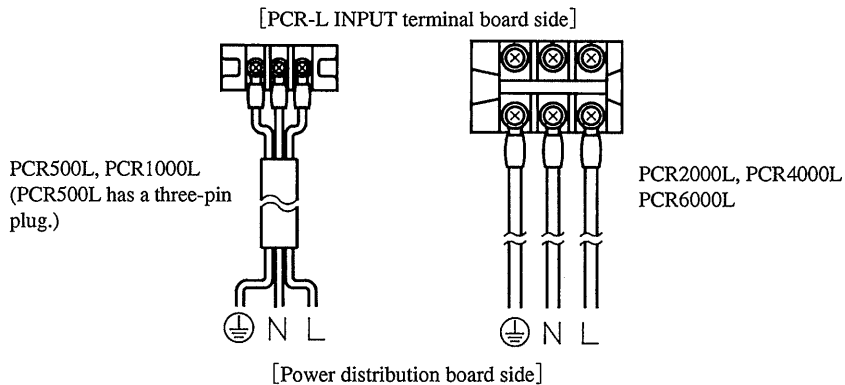 [PCR-L INPUT terminal board side]
PCR500L, PCR1000L
(PCR500L has a three-pin
plug.)
PCR2000L, PCR4000L
PCR6000L
N L
N L
[Power distribution board side]